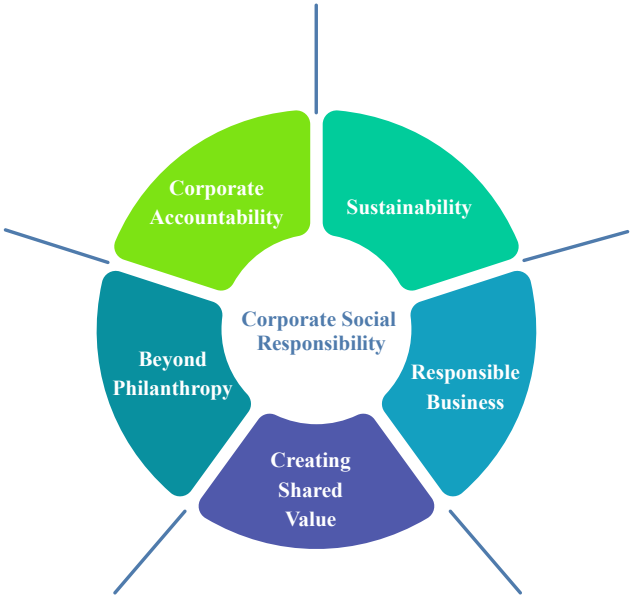 Corporate
Accountability
Sustainability
Corporate Social
Responsibility
Beyond
Philanthropy
Responsible
Business
Creating
Shared
Value